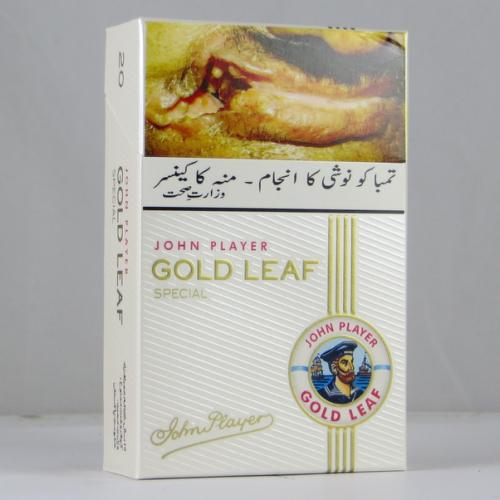 تمباکو نوشی کا انجام - منہ کا کینسر
وزارتِ صحت
JOHN PLAYER
GOLD LEAF
SPECIAL
JOHN PLAYER
GOLD LEAF
John Player
20
JOHN PLAYER
GOLD LEAF
SPECIAL